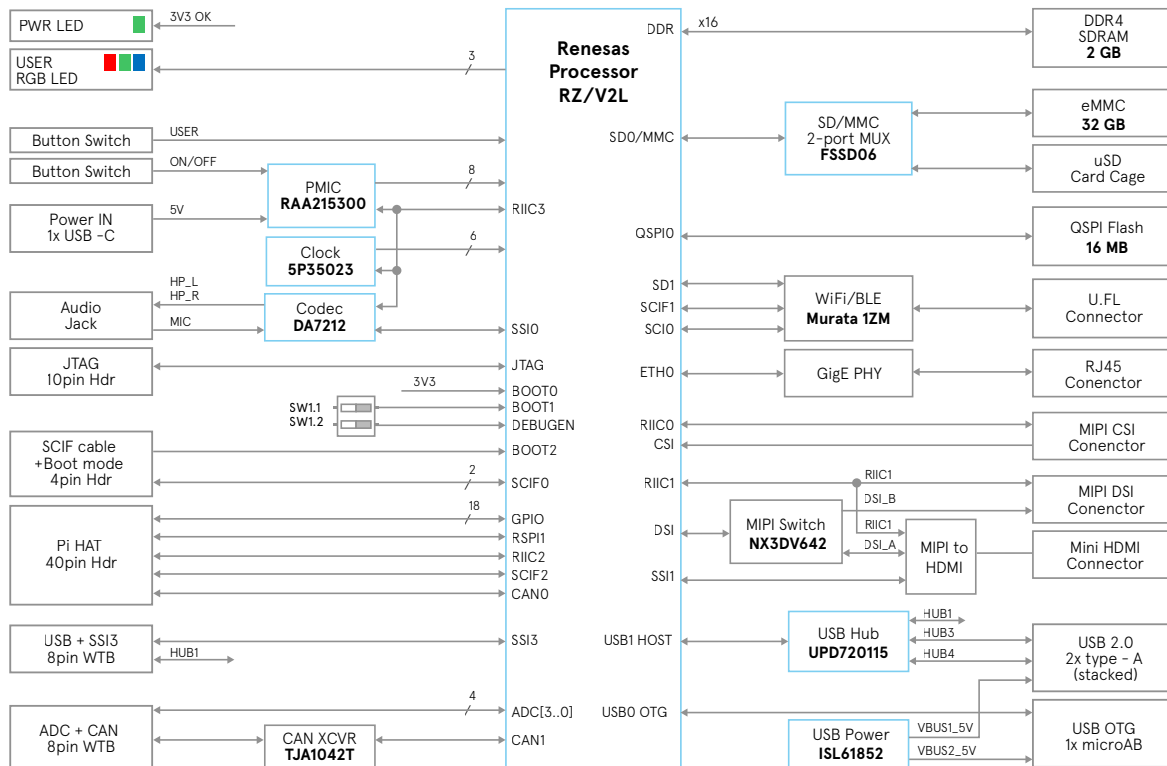 PWR LED
3V3 OK
USER
RGB LED
3
Button Switch
USER
Button Switch
ON/OFF
Power IN
1x USB -C
5V
PMIC
RAA215300
8
RIIC3
Clock
5P35023
6
HP_L
HP_R
Audio
Jack
MIC
Codec
DA7212
SSI0
JTAG
10pin Hdr
JTAG
3V3
BOOT0
SW1.1
BOOT1
SW1.2
DEBUGEN
SCIF cable
+Boot mode
4pin Hdr
BOOT2
2
SCIF0
Pi HAT
40pin Hdr
18
GPIO
RSPI1
RIIC2
SCIF2
CAN0
USB + SSI3
8pin WTB
SSI3
HUB1
ADC + CAN
8pin WTB
4
ADC[3..0]
CAN XCVR
TJA1042T
CAN1
Renesas
Processor
RZ/V2L
DDR
x16
DDR4
SDRAM
2 GB
SD0/MMC
SD/MMC
2-port MUX
FSSD06
eMMC
32 GB
uSD
Card Cage
QSPI0
QSPI Flash
16 MB
SD1
SCIF1
SCI0
WiFi/BLE
Murata 1ZM
U.FL
Connector
ETH0
GigE PHY
RJ45
Conenctor
RIIC0
CSI
MIPI CSI
Conenctor
RIIC1
RIIC1
DSI_B
MIPI DSI
Conenctor
DSI
MIPI Switch
NX3DV642
RIIC1
DSI_A
MIPI to
HDMI
Mini HDMI
Connector
SSI1
USB1 HOST
USB Hub
UPD720115
HUB1
HUB3
HUB4
USB 2.0
2x type - A
(stacked)
USB0 OTG
USB Power
ISL61852
VBUS1_5V
VBUS2_5V
USB OTG
1x microAB